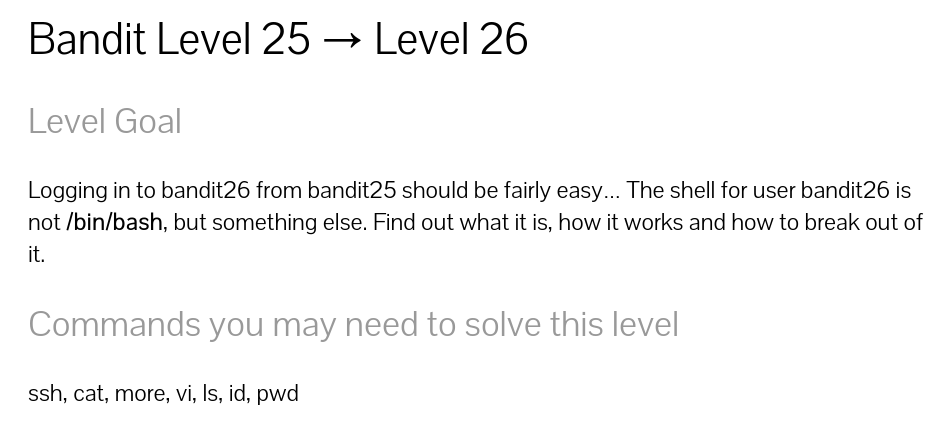 Bandit Level 25 → Level 26
Level Goal
Logging in to bandit26 from bandit25 should be fairly easy… The shell for user bandit26 is
not /bin/bash, but something else. Find out what it is, how it works and how to break out of
it.
Commands you may need to solve this level
ssh, cat, more, vi, ls, id, pwd